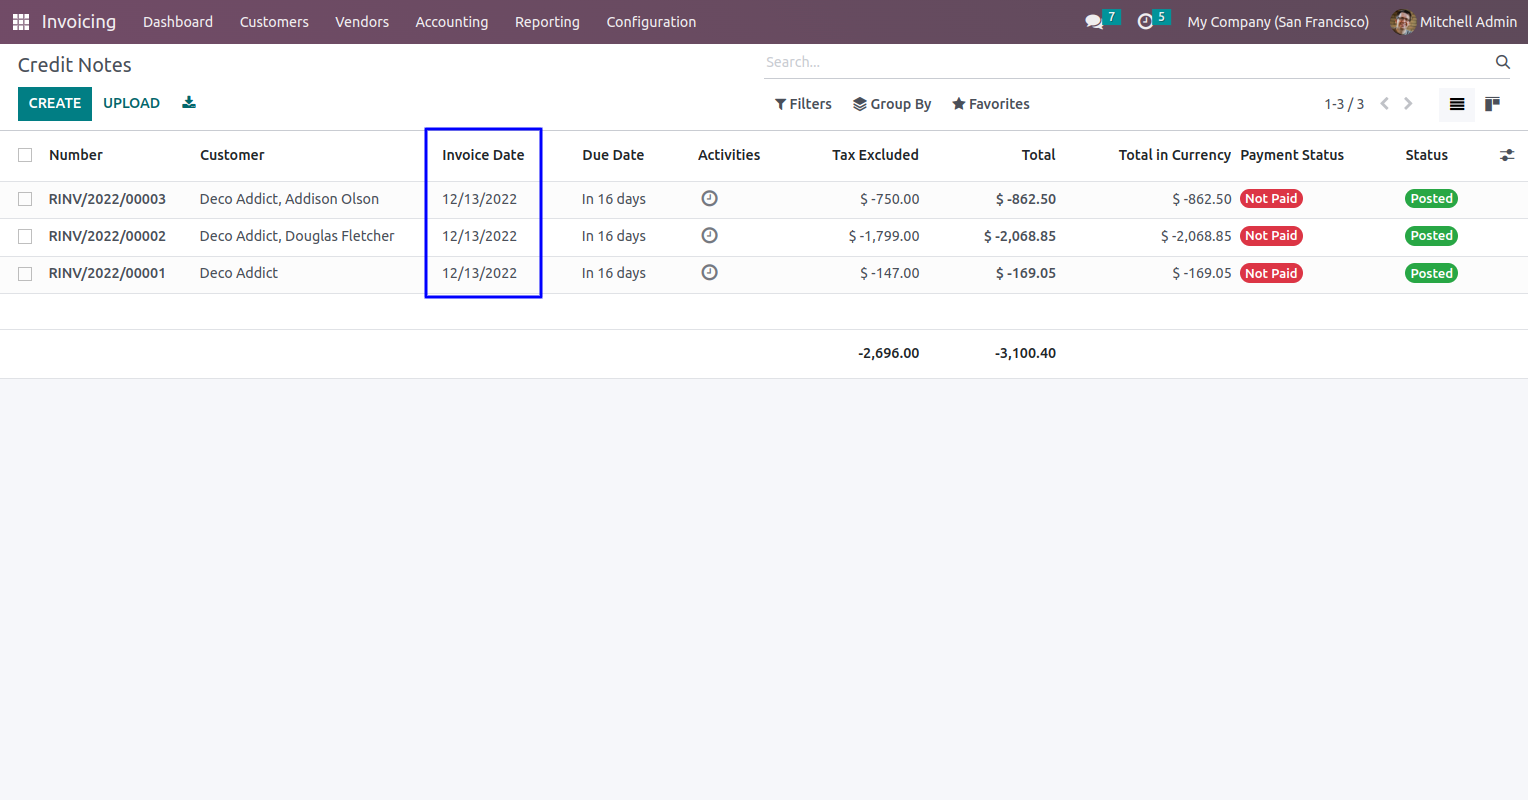 Invoicing Dashboard Customers Vendors Accounting Reporting Configuration 7 5 My Company (San Francisco) Mitchell Admin
Credit Notes Search...
CREATE UPLOAD Filters Group By Favorites 1-3 / 3
Number Customer Invoice Date Due Date Activities Tax Excluded Total Total in Currency Payment Status Status
RINV/2022/00003 Deco Addict, Addison Olson 12/13/2022 In 16 days $ -750.00 $ -862.50 $ -862.50 Not Paid Posted
RINV/2022/00002 Deco Addict, Douglas Fletcher 12/13/2022 In 16 days $ -1,799.00 $ -2,068.85 $ -2,068.85 Not Paid Posted
RINV/2022/00001 Deco Addict 12/13/2022 In 16 days $ -147.00 $ -169.05 $ -169.05 Not Paid Posted
-2,696.00 -3,100.40